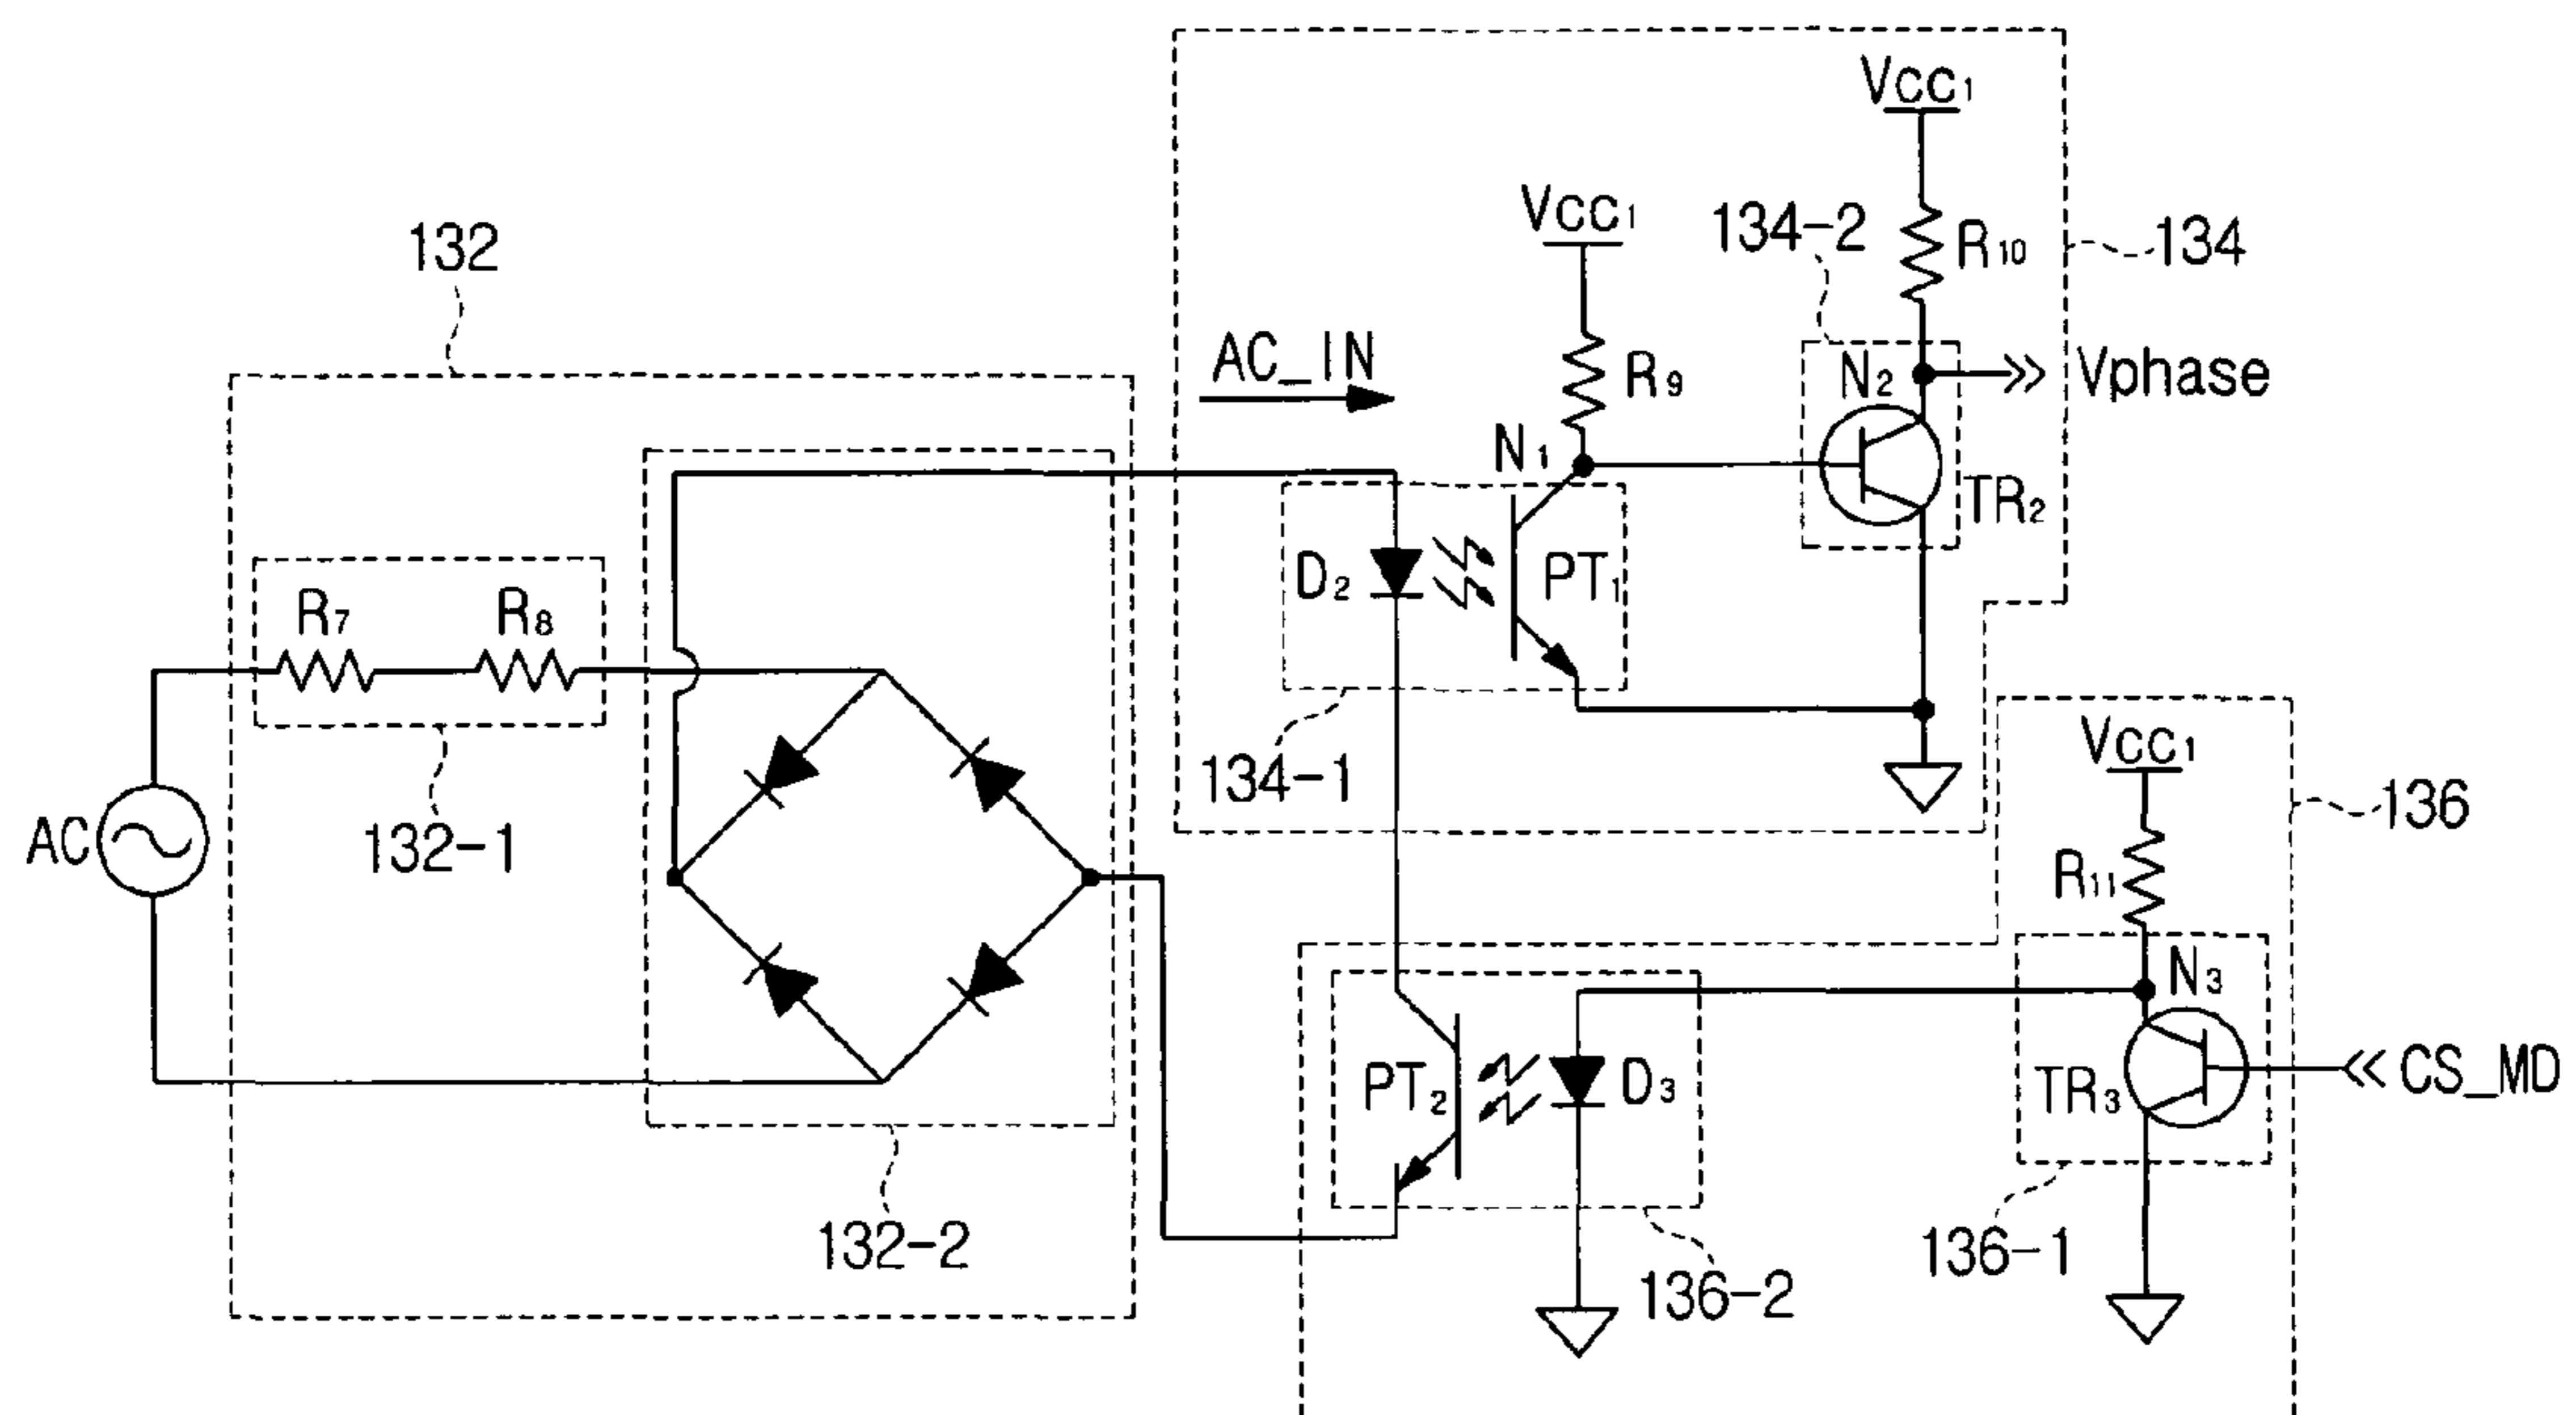 Vcc₁
Vcc₁
134-2
R₁₀
134
132
AC_IN
R₉
N₂
Vphase
N₁
TR₂
D₂
PT₁
R₇
R₈
134-1
Vcc₁
136
AC
132-1
R₁₁
N₃
PT₂
D₃
TR₃
CS_MD
132-2
136-2
136-1